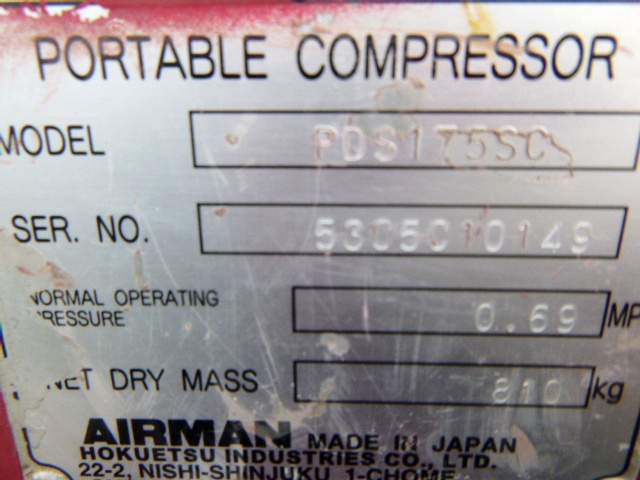 PORTABLE COMPRESSOR
MODEL PDS175SC
SER. NO. 53C5C10149
NORMAL OPERATING
PRESSURE 0.69 MP
NET DRY MASS 810 kg
AIRMAN MADE IN JAPAN
HOKUETSU INDUSTRIES CO., LTD.
22-2, NISHI-SHINJUKU 1-CHOME